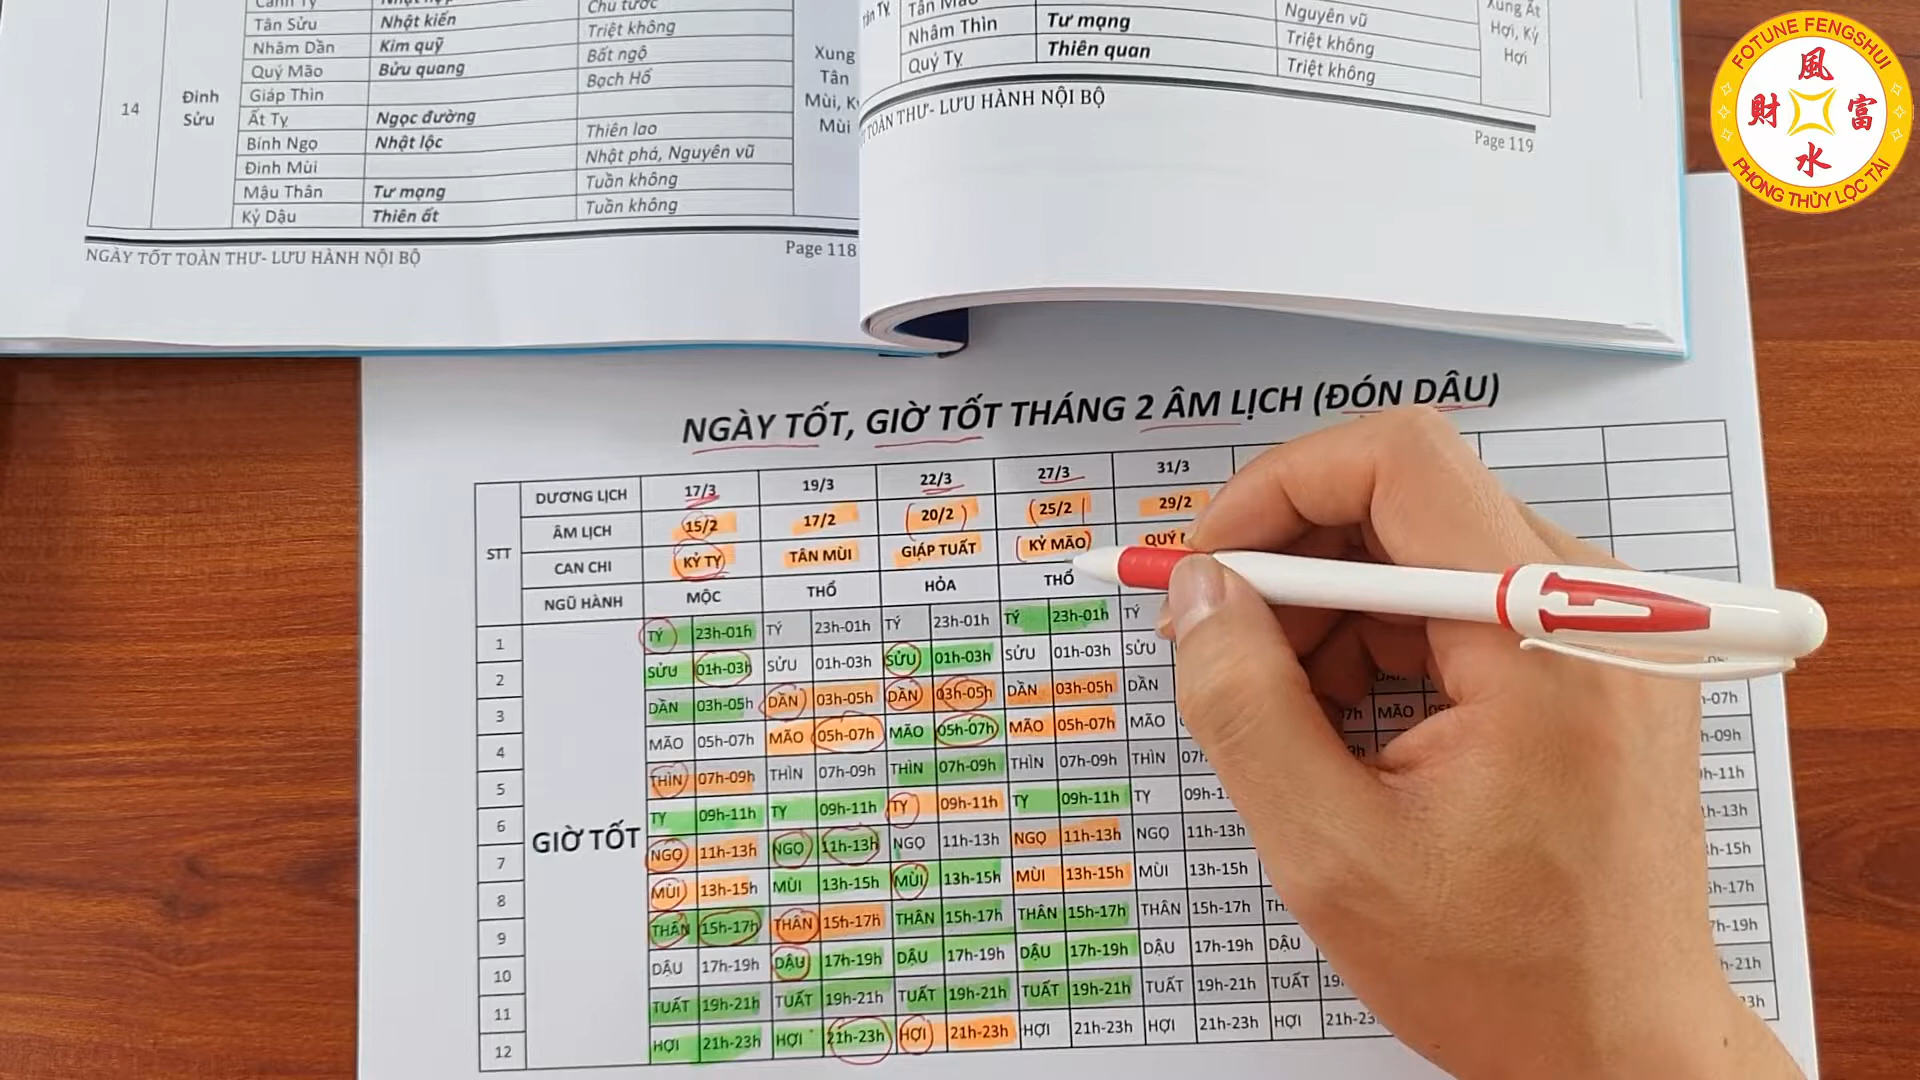 Tân Sửu Nhật kiến Triệt không
Nhâm Dần Kim quỹ Bất ngộ
Quý Mão Bửu quang Bạch Hổ
Giáp Thìn
Ất Tỵ Ngọc đường
Bính Ngọ Nhật lộc Thiên lao
Đinh Mùi Nhật phá, Nguyên vũ
Mậu Thân Tư mạng Tuần không
Kỷ Dậu Thiên ất Tuần không
14 Đinh Sửu
Xung
Tân
Mùi
Mùi
NGÀY TỐT TOÀN THƯ- LƯU HÀNH NỘI BỘ Page 118
Nguyên vũ
Nhâm Thìn Tư mạng Triệt không
Quý Tỵ Thiên quan Triệt không
Xung Ất
Hợi, Kỷ
Hợi
TOÀN THƯ- LƯU HÀNH NỘI BỘ
Page 119
FOTUNE FENGSHUI
風
財 富
水
PHONG THỦY LỘC TÀI
NGÀY TỐT, GIỜ TỐT THÁNG 2 ÂM LỊCH (ĐÓN DÂU)
STT DƯƠNG LỊCH 17/3 19/3 22/3 27/3 31/3
ÂM LỊCH 15/2 17/2 20/2 25/2 29/2
CAN CHI KỶ TỴ TÂN MÙI GIÁP TUẤT KỶ MÃO QUÝ
NGŨ HÀNH MỘC THỔ HỎA THỔ
GIỜ TỐT
1 TÝ 23h-01h TÝ 23h-01h TÝ 23h-01h TÝ 23h-01h TÝ
2 SỬU 01h-03h SỬU 01h-03h SỬU 01h-03h SỬU 01h-03h SỬU
3 DẦN 03h-05h DẦN 03h-05h DẦN 03h-05h DẦN 03h-05h DẦN
4 MÃO 05h-07h MÃO 05h-07h MÃO 05h-07h MÃO 05h-07h MÃO MÃO
5 THÌN 07h-09h THÌN 07h-09h THÌN 07h-09h THÌN 07h-09h THÌN
6 TỴ 09h-11h TỴ 09h-11h TỴ 09h-11h TỴ 09h-11h TỴ
7 NGỌ 11h-13h NGỌ 11h-13h NGỌ 11h-13h NGỌ 11h-13h NGỌ 11h-13h
8 MÙI 13h-15h MÙI 13h-15h MÙI 13h-15h MÙI 13h-15h MÙI 13h-15h
9 THÂN 15h-17h THÂN 15h-17h THÂN 15h-17h THÂN 15h-17h THÂN 15h-17h
10 DẬU 17h-19h DẬU 17h-19h DẬU 17h-19h DẬU 17h-19h DẬU 17h-19h DẬU
11 TUẤT 19h-21h TUẤT 19h-21h TUẤT 19h-21h TUẤT 19h-21h TUẤT 19h-21h TUẤT
12 HỢI 21h-23h HỢI 21h-23h HỢI 21h-23h HỢI 21h-23h HỢI 21h-23h HỢI